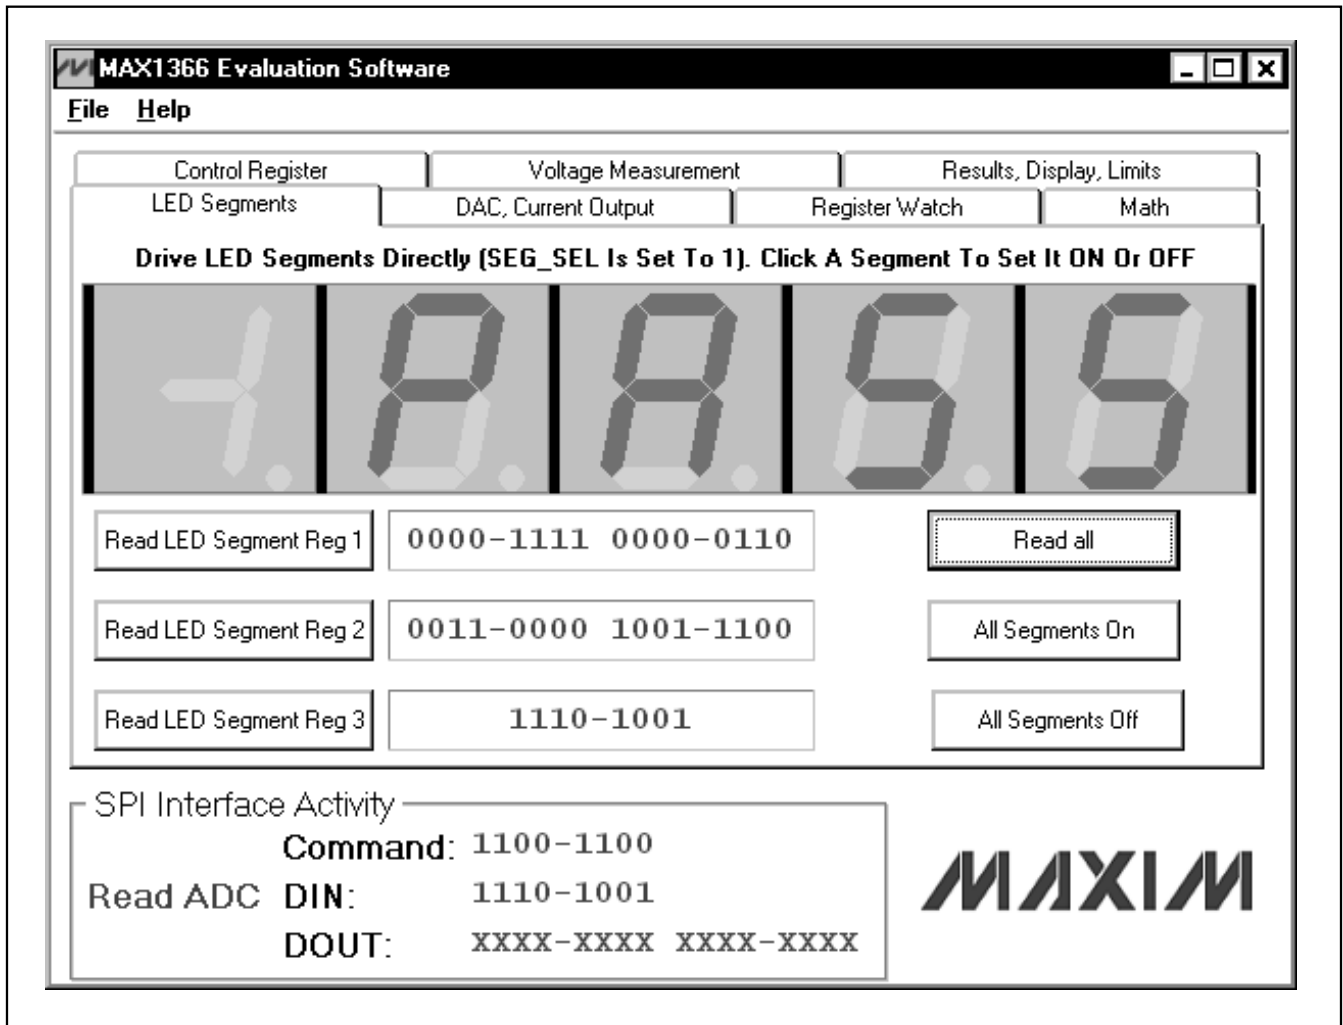 MAX1366 Evaluation Software
File Help
Control Register Voltage Measurement Results, Display, Limits
LED Segments DAC, Current Output Register Watch Math
Drive LED Segments Directly (SEG_SEL Is Set To 1). Click A Segment To Set It ON Or OFF
PASS
Read LED Segment Reg 1 0000-1111 0000-0110 Read all
Read LED Segment Reg 2 0011-0000 1001-1100 All Segments On
Read LED Segment Reg 3 1110-1001 All Segments Off
SPI Interface Activity
Command: 1100-1100
Read ADC DIN: 1110-1001
DOUT: XXXX-XXXX XXXX-XXXX
MAXIM